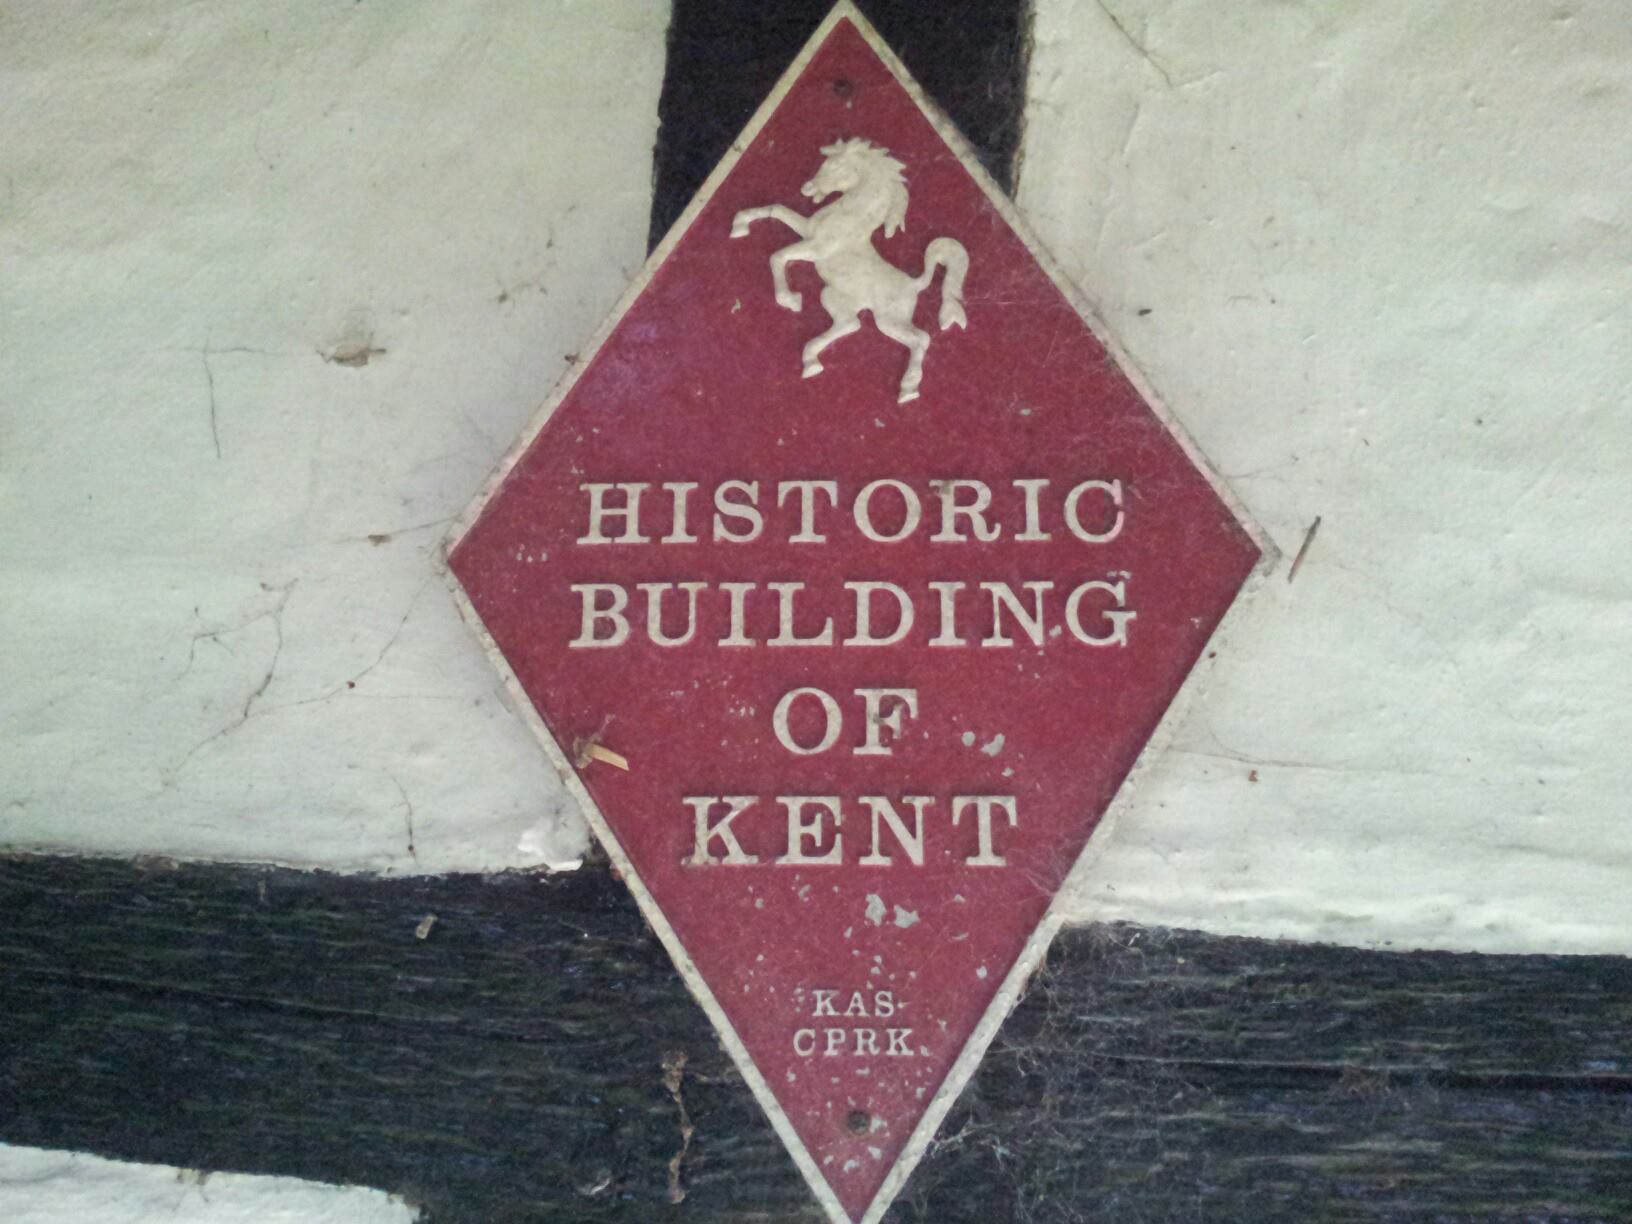 HISTORIC
BUILDING
OF
KENT
KAS
CPRK